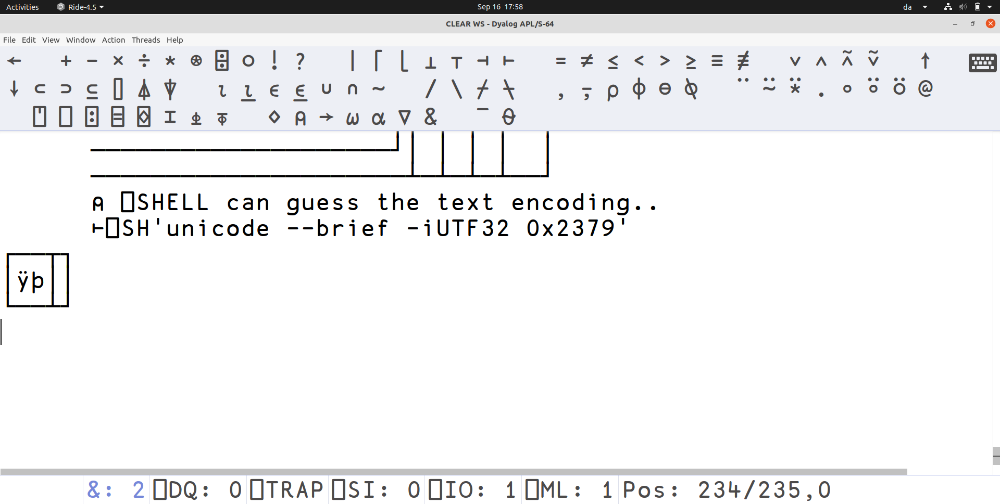 Activities Ride-4.5 Sep 16 17:58 da
CLEAR WS - Dyalog APL/S-64
File Edit View Window Action Threads Help
← + − × ÷ * ⍟ ⌹ ○ ! ? | ⌈ ⌊ ⊥ ⊤ ⊣ ⊢ = ≠ ≤ < > ≥ ≡ ≢ ∨ ∧ ⍲ ⍱ ↑
↓ ⊂ ⊃ ⊆ ⌷ ⍋ ⍒ ⍳ ⍸ ∊ ⍷ ∪ ∩ ~ / \ ⌿ ⍀ , ⍪ ⍴ ⌽ ⊖ ⍉ ¨ ⍨ ⍣ . ∘ ⍤ ⍥ @
⍞ ⎕ ⍠ ⌸ ⌺ ⌶ ⍎ ⍕ ⋄ ⍝ → ⍵ ⍺ ∇ & ¯ ⍬
⍝ ⎕SHELL can guess the text encoding..
⊢⎕SH'unicode --brief -iUTF32 0x2379'
ÿþ
&: 2 ⎕DQ: 0 ⎕TRAP ⎕SI: 0 ⎕IO: 1 ⎕ML: 1 Pos: 234/235,0